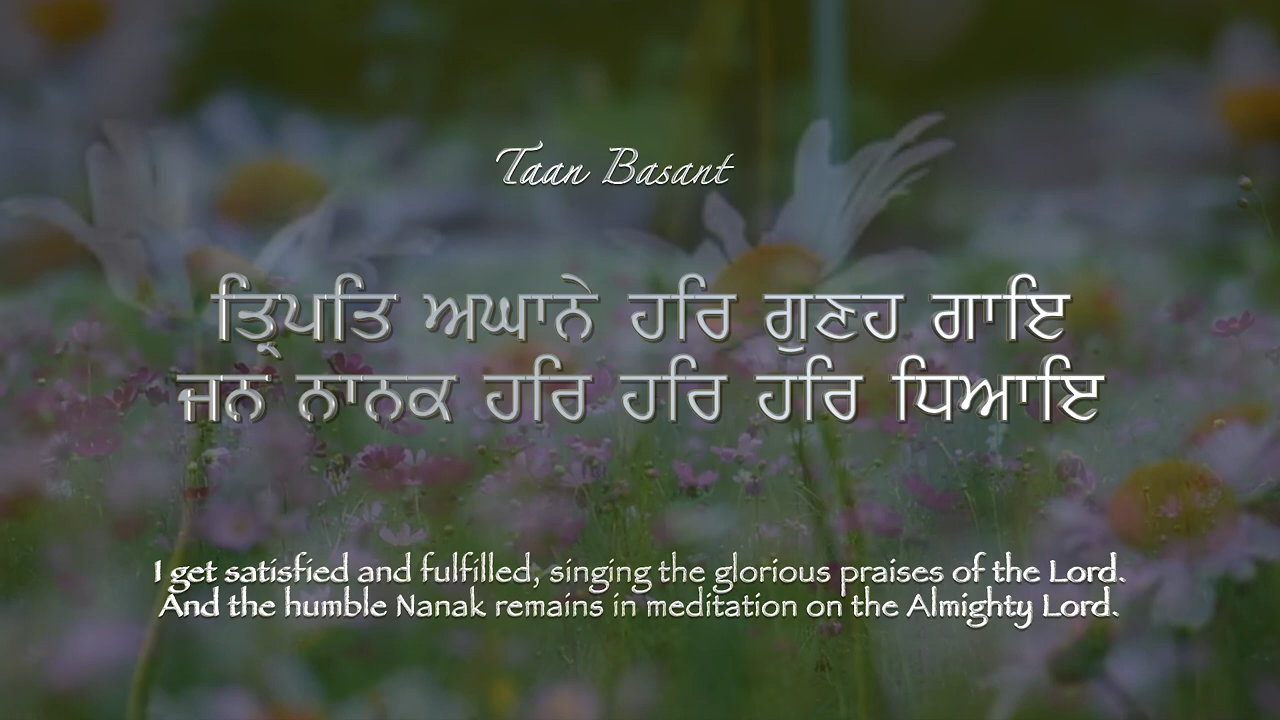 Taan Basant
ਤ੍ਰਿਪਤਿ ਅਘਾਨੇ ਹਰਿ ਗੁਣਹ ਗਾਇ
ਜਨ ਨਾਨਕ ਹਰਿ ਹਰਿ ਹਰਿ ਧਿਆਇ
I get satisfied and fulfilled, singing the glorious praises of the Lord.
And the humble Nanak remains in meditation on the Almighty Lord.